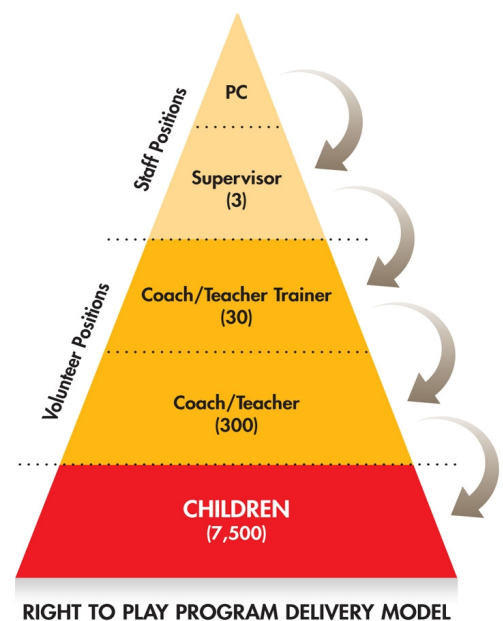 PC
Staff Positions
Supervisor
(3)
Volunteer Positions
Coach/Teacher Trainer
(30)
Coach/Teacher
(300)
CHILDREN
(7,500)
RIGHT TO PLAY PROGRAM DELIVERY MODEL